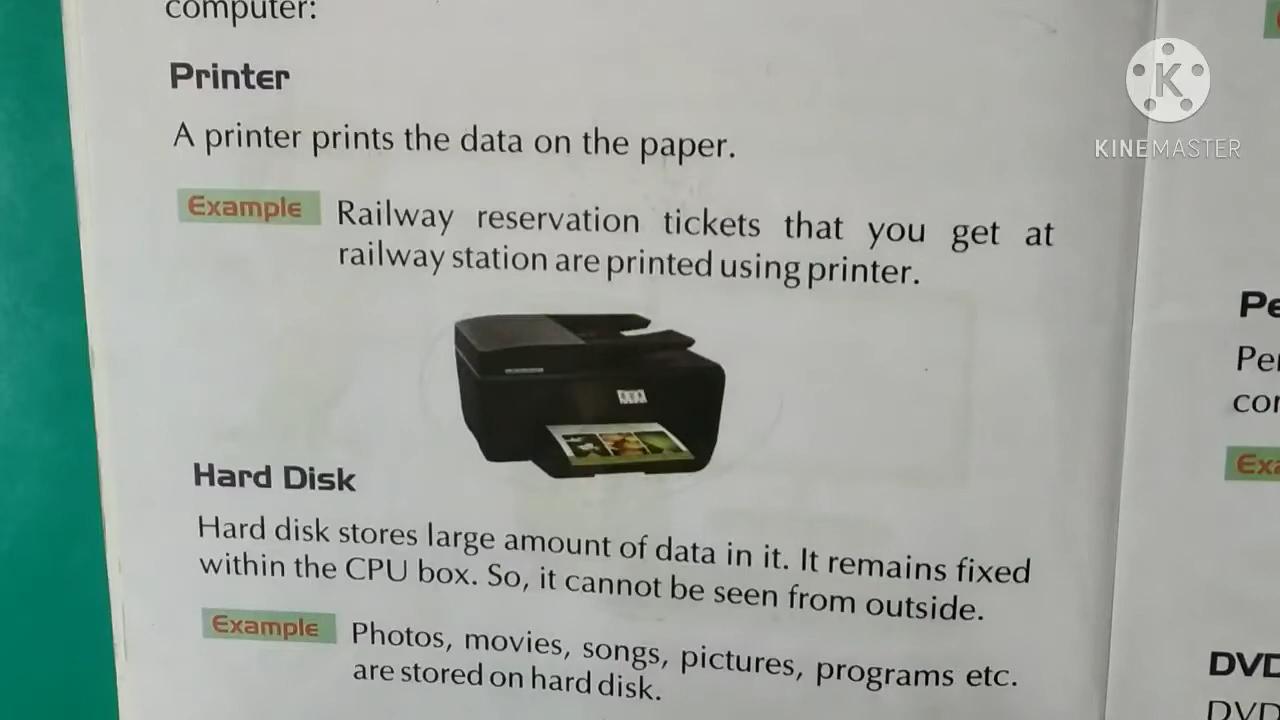 computer:
Printer
A printer prints the data on the paper.
Example Railway reservation tickets that you get at
railway station are printed using printer.
Hard Disk
Hard disk stores large amount of data in it. It remains fixed
within the CPU box. So, it cannot be seen from outside.
Example Photos, movies, songs, pictures, programs etc.
are stored on hard disk.
K
KINEMASTER
DVD
DVD